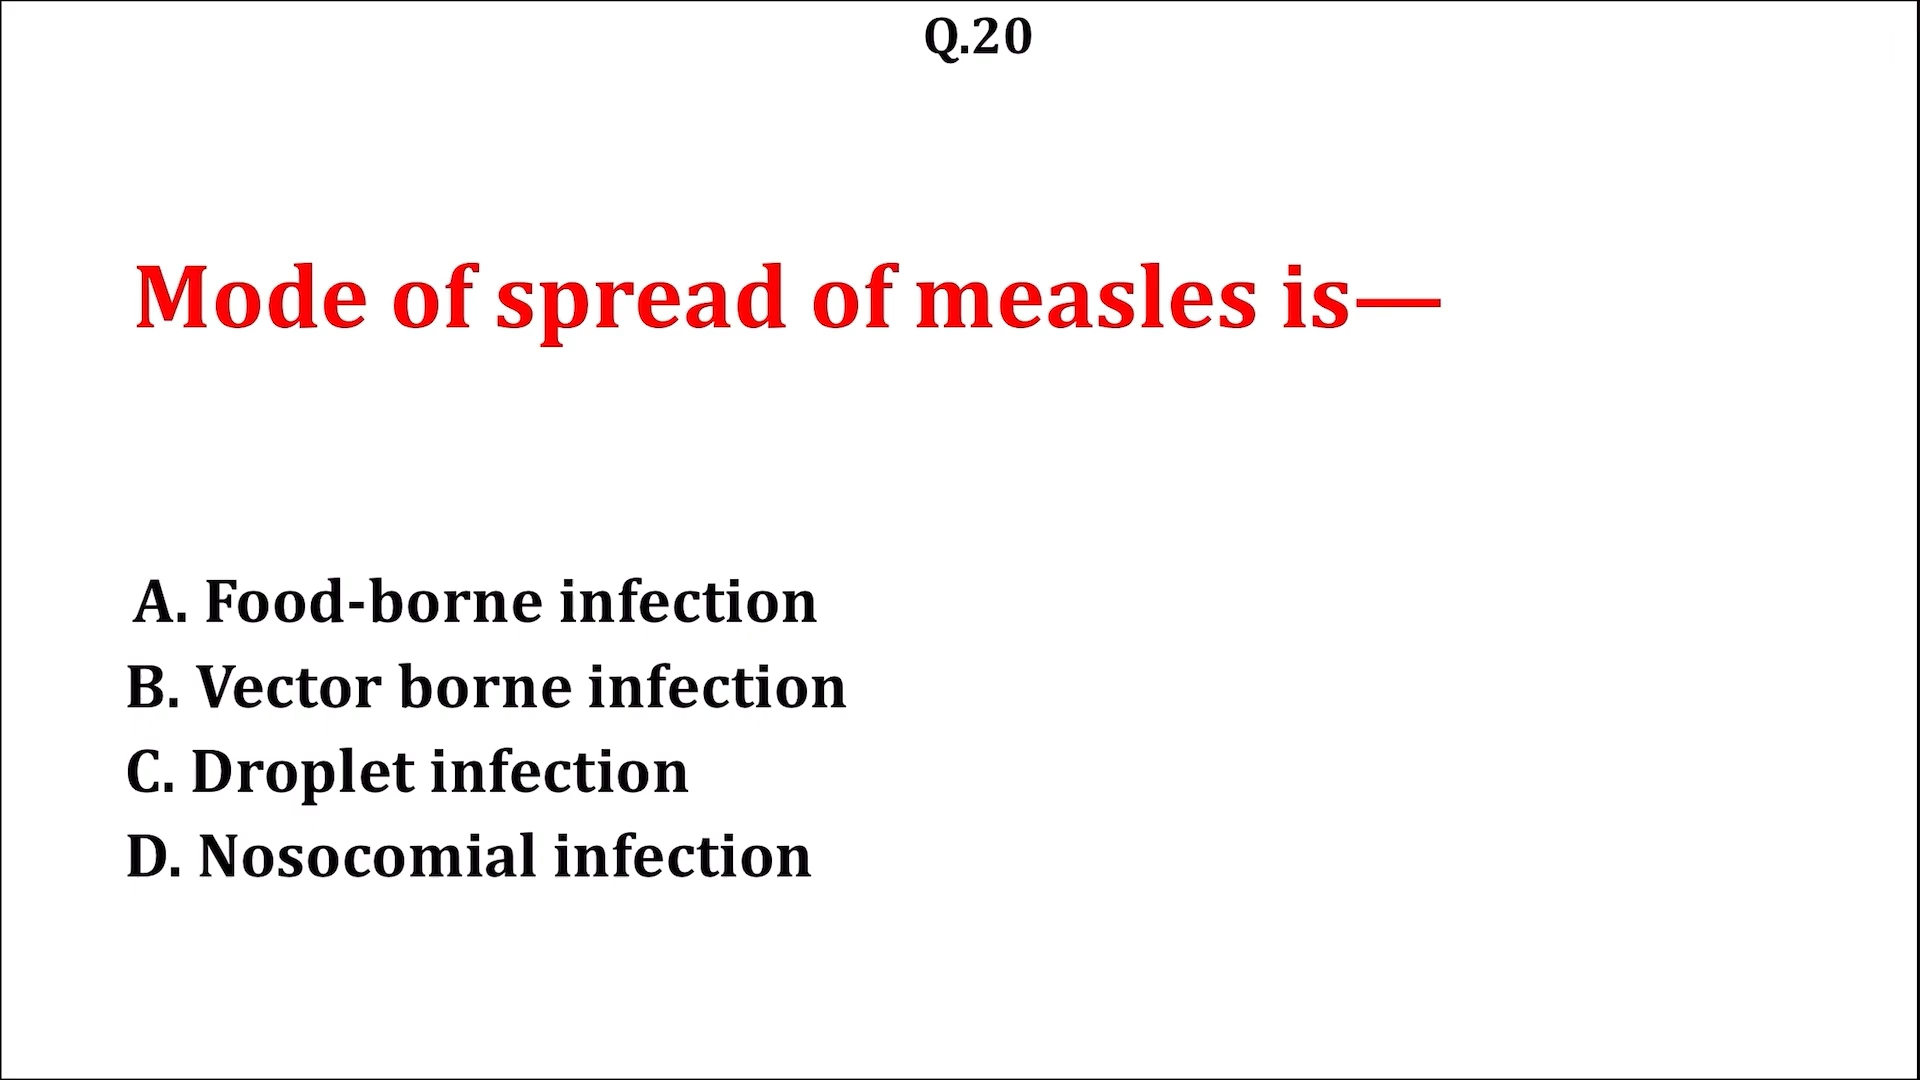 Q.20
Mode of spread of measles is—
A. Food-borne infection
B. Vector borne infection
C. Droplet infection
D. Nosocomial infection